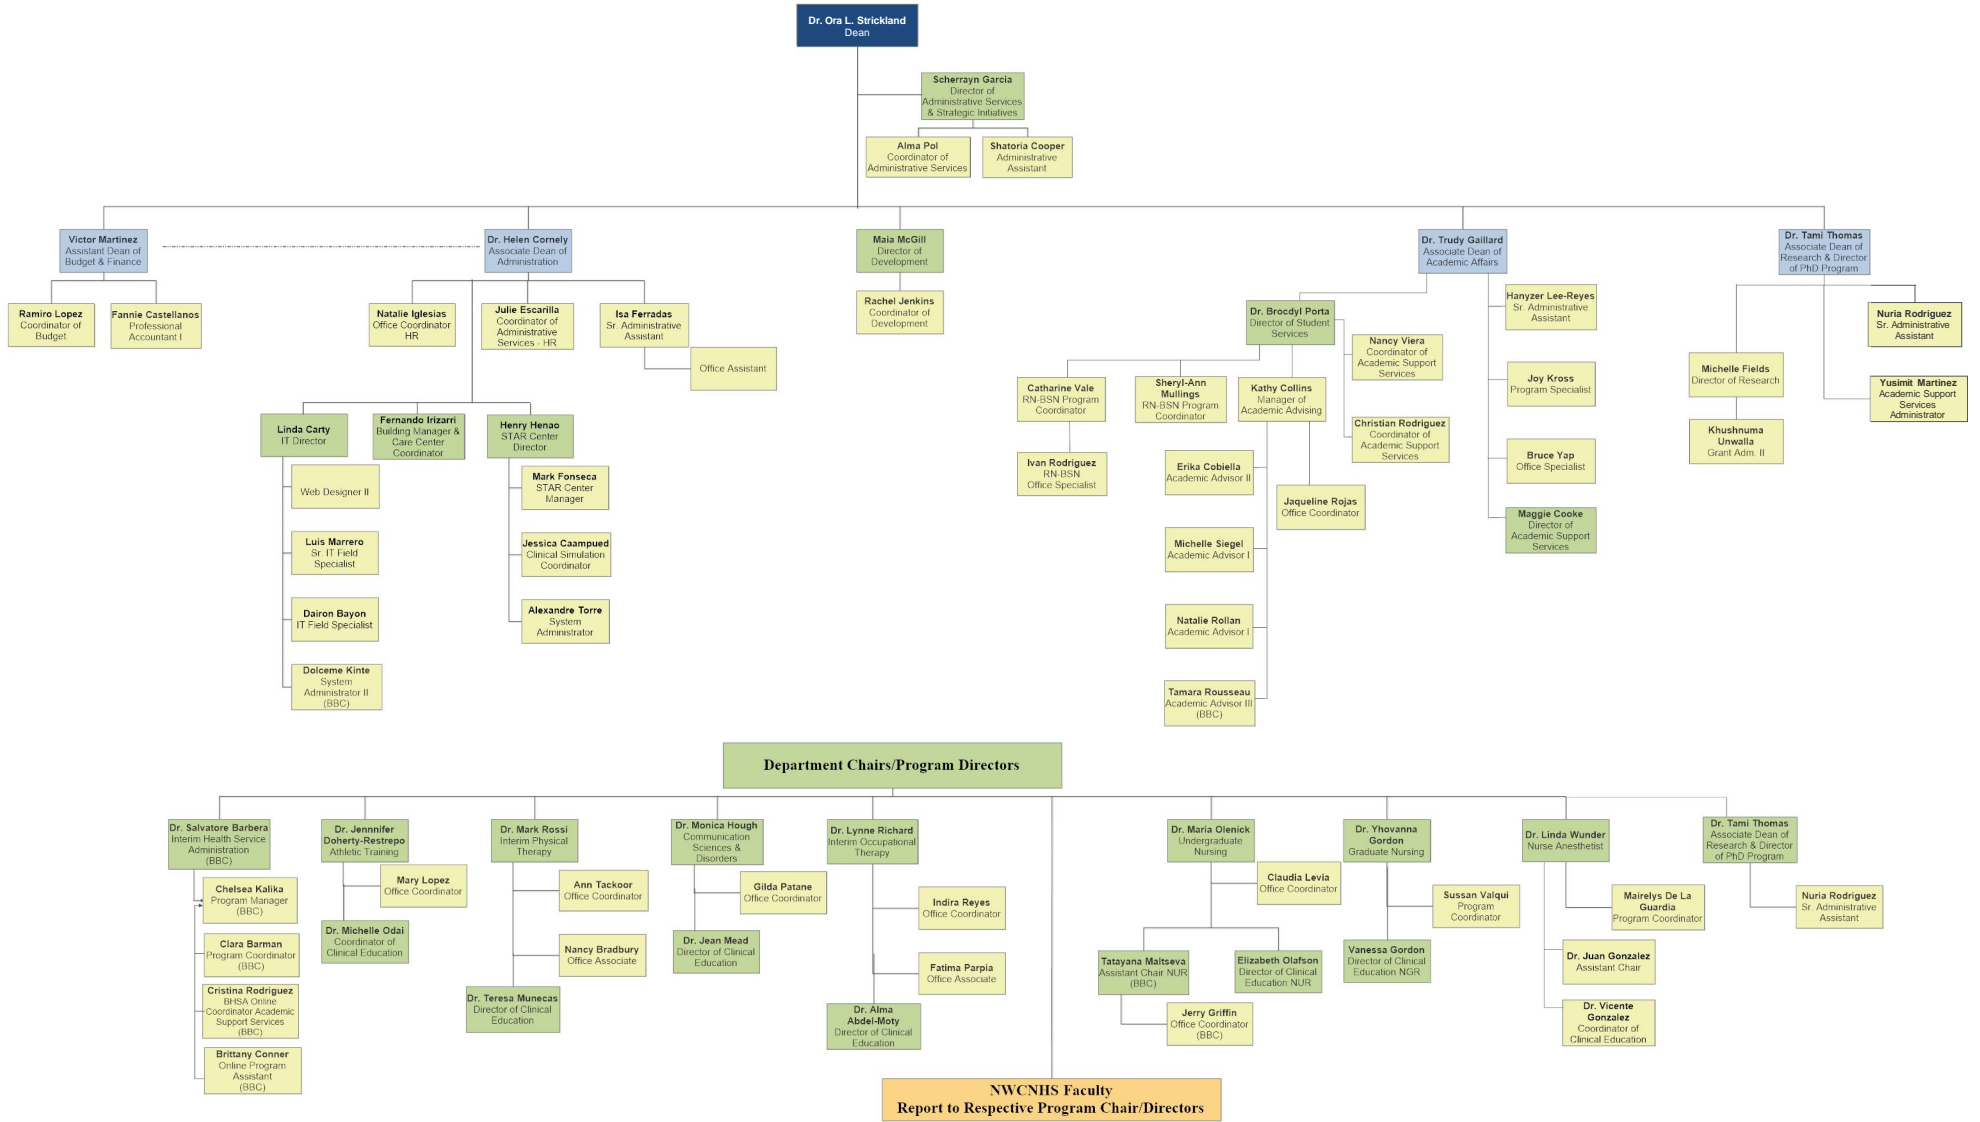 Dr. Ora L. Strickland
Dean
Scherrayn Garcia
Director of
Administrative Services
& Strategic Initiatives
Alma Pol
Coordinator of
Administrative Services
Shatoria Cooper
Administrative
Assistant
Victor Martinez
Assistant Dean of
Budget & Finance
Dr. Helen Cornely
Associate Dean of
Administration
Maia McGill
Director of
Development
Dr. Trudy Gaillard
Associate Dean of
Academic Affairs
Dr. Tami Thomas
Associate Dean of
Research & Director
of PhD Program
Ramiro Lopez
Coordinator of
Budget
Fannie Castellanos
Professional
Accountant I
Natalie Iglesias
Office Coordinator
HR
Julie Escarilla
Coordinator of
Administrative
Services - HR
Isa Ferradas
Sr. Administrative
Assistant
Office Assistant
Rachel Jenkins
Coordinator of
Development
Dr. Brocdyl Porta
Director of Student
Services
Hanyzer Lee-Reyes
Sr. Administrative
Assistant
Nuria Rodriguez
Sr. Administrative
Assistant
Nancy Viera
Coordinator of
Academic Support
Services
Michelle Fields
Director of Research
Joy Kross
Program Specialist
Yusimit Martinez
Academic Support
Services
Administrator
Catharine Vale
RN-BSN Program
Coordinator
Sheryl-Ann
Mullings
RN-BSN Program
Coordinator
Kathy Collins
Manager of
Academic Advising
Christian Rodriguez
Coordinator of
Academic Support
Services
Khushnuma
Unwalla
Grant Adm. II
Linda Carty
IT Director
Fernando Irizarri
Building Manager &
Care Center
Coordinator
Henry Henao
STAR Center
Director
Ivan Rodriguez
RN-BSN
Office Specialist
Erika Cobiella
Academic Advisor II
Bruce Yap
Office Specialist
Web Designer II
Mark Fonseca
STAR Center
Manager
Jaqueline Rojas
Office Coordinator
Maggie Cooke
Director of
Academic Support
Services
Luis Marrero
Sr. IT Field
Specialist
Jessica Caampued
Clinical Simulation
Coordinator
Michelle Siegel
Academic Advisor I
Dairon Bayon
IT Field Specialist
Alexandre Torre
System
Administrator
Natalie Rollan
Academic Advisor I
Dolceme Kinte
System
Administrator II
(BBC)
Tamara Rousseau
Academic Advisor III
(BBC)
Department Chairs/Program Directors
Dr. Salvatore Barbera
Interim Health Service
Administration
(BBC)
Dr. Jennnifer
Doherty-Restrepo
Athletic Training
Dr. Mark Rossi
Interim Physical
Therapy
Dr. Monica Hough
Communication
Sciences &
Disorders
Dr. Lynne Richard
Interim Occupational
Therapy
Dr. Maria Olenick
Undergraduate
Nursing
Dr. Yhovanna
Gordon
Graduate Nursing
Dr. Linda Wunder
Nurse Anesthetist
Dr. Tami Thomas
Associate Dean of
Research & Director
of PhD Program
Chelsea Kalika
Program Manager
(BBC)
Mary Lopez
Office Coordinator
Ann Tackoor
Office Coordinator
Gilda Patane
Office Coordinator
Indira Reyes
Office Coordinator
Claudia Levia
Office Coordinator
Sussan Valqui
Program
Coordinator
Mairelys De La
Guardia
Program Coordinator
Nuria Rodriguez
Sr. Administrative
Assistant
Clara Barman
Program Coordinator
(BBC)
Dr. Michelle Odai
Coordinator of
Clinical Education
Nancy Bradbury
Office Associate
Dr. Jean Mead
Director of Clinical
Education
Fatima Parpia
Office Associate
Tatayana Maltseva
Assistant Chair NUR
(BBC)
Elizabeth Olafson
Director of Clinical
Education NUR
Vanessa Gordon
Director of Clinical
Education NGR
Dr. Juan Gonzalez
Assistant Chair
Cristina Rodriguez
BHSA Online
Coordinator Academic
Support Services
(BBC)
Dr. Teresa Munecas
Director of Clinical
Education
Dr. Alma
Abdel-Moty
Director of Clinical
Education
Jerry Griffin
Office Coordinator
(BBC)
Dr. Vicente
Gonzalez
Coordinator of
Clinical Education
Brittany Conner
Online Program
Assistant
(BBC)
NWCNHS Faculty
Report to Respective Program Chair/Directors